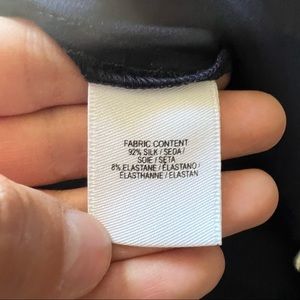 FABRIC CONTENT
92% SILK / SEDA /
SOIE / SETA
8% ELASTANE / ELASTANO /
ELASTHANNE / ELASTAN